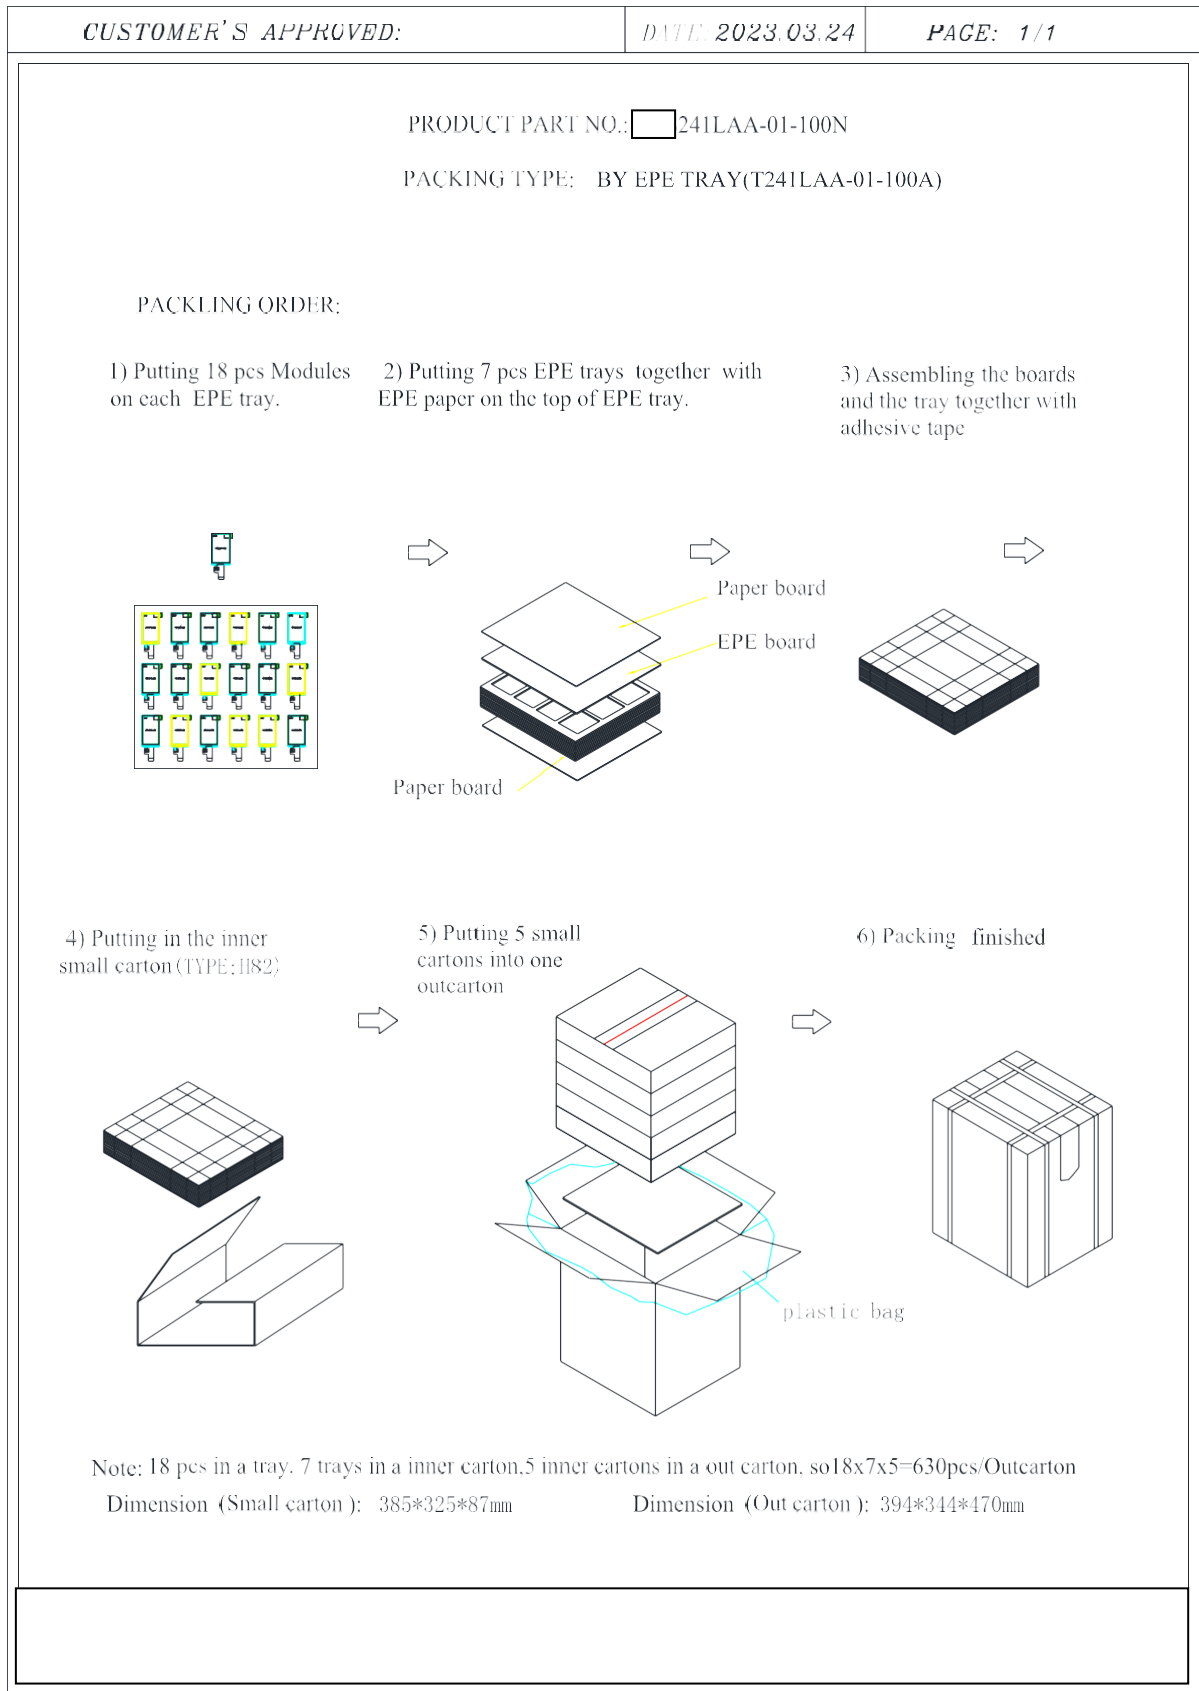 CUSTOMER'S APPROVED:
DATE: 2023.03.24
PAGE: 1/1
PRODUCT PART NO.: 241LAA-01-100N
PACKING TYPE: BY EPE TRAY(T241LAA-01-100A)
PACKLING ORDER:
1) Putting 18 pcs Modules
on each EPE tray.
2) Putting 7 pcs EPE trays together with
EPE paper on the top of EPE tray.
3) Assembling the boards
and the tray together with
adhesive tape
Paper board
EPE board
Paper board
4) Putting in the inner
small carton (TYPE:H82)
5) Putting 5 small
cartons into one
outcarton
6) Packing finished
plastic bag
Note: 18 pcs in a tray. 7 trays in a inner carton,5 inner cartons in a out carton, so18x7x5=630pcs/Outcarton
Dimension (Small carton ): 385*325*87mm
Dimension (Out carton ): 394*344*470mm